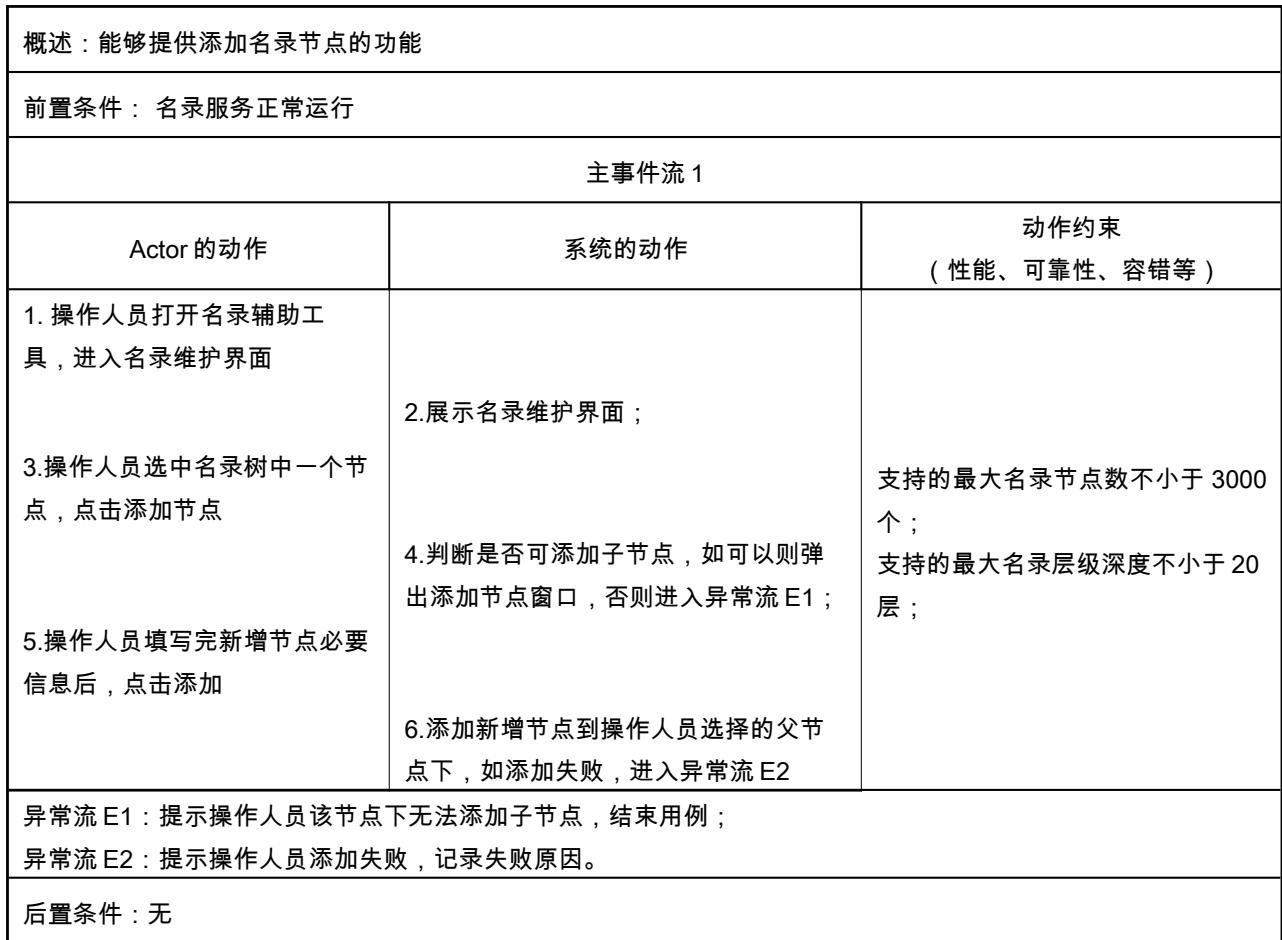 概述：能够提供添加名录节点的功能
前置条件： 名录服务正常运行
主事件流 1
Actor 的动作
系统的动作
动作约束
（性能、可靠性、容错等）
1. 操作人员打开名录辅助工
具，进入名录维护界面
2.展示名录维护界面；
3.操作人员选中名录树中一个节
点，点击添加节点
4.判断是否可添加子节点，如可以则弹
出添加节点窗口，否则进入异常流 E1；
5.操作人员填写完新增节点必要
信息后，点击添加
6.添加新增节点到操作人员选择的父节
点下，如添加失败，进入异常流 E2
支持的最大名录节点数不小于 3000
个；
支持的最大名录层级深度不小于 20
层；
异常流 E1：提示操作人员该节点下无法添加子节点，结束用例；
异常流 E2：提示操作人员添加失败，记录失败原因。
后置条件：无